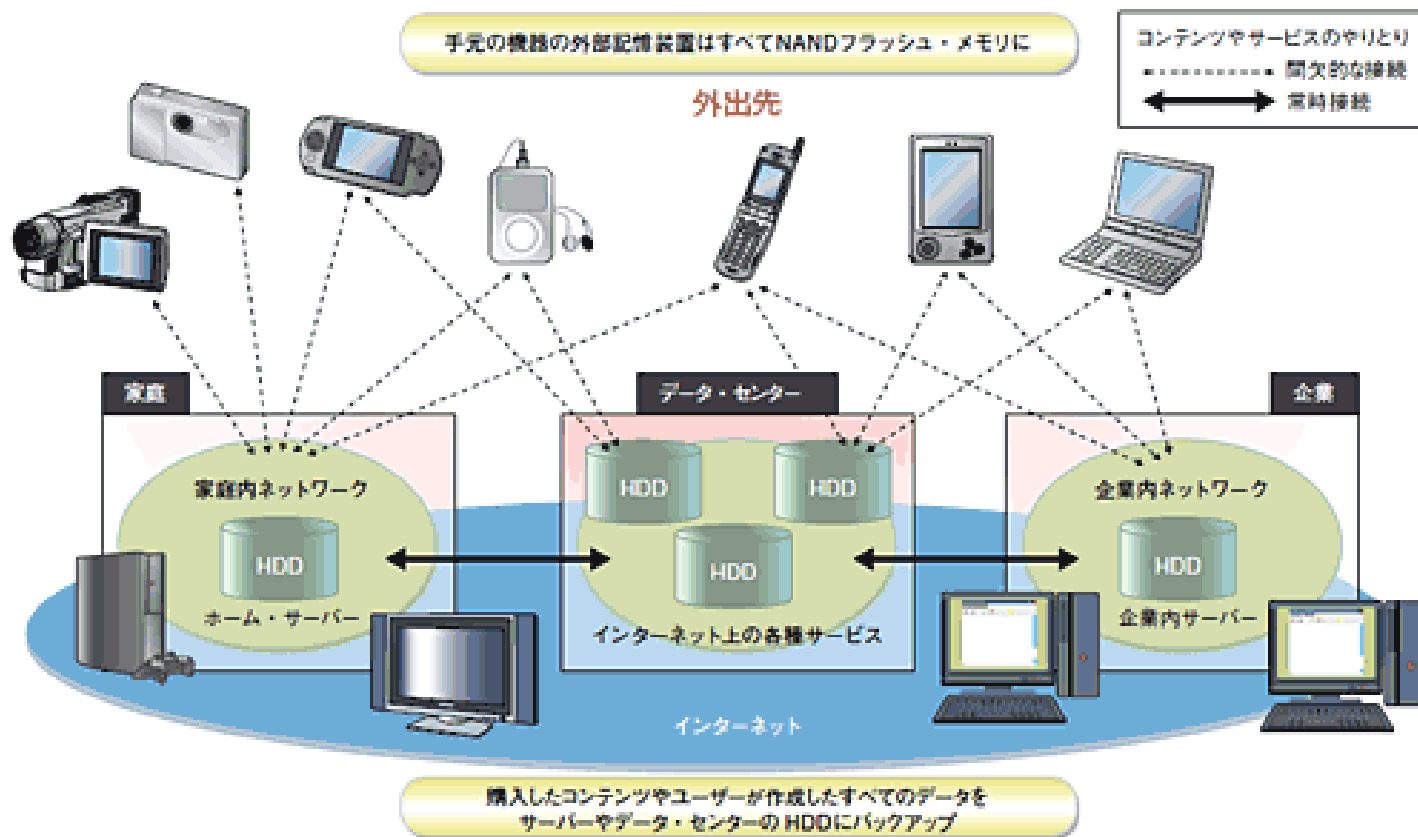 手元の機器の外部記憶装置はすべてNANDフラッシュ・メモリに
コンテンツやサービスのやりとり
間欠的な接続
常時接続
外出先
家庭
データ・センター
企業
家庭内ネットワーク
HDD
ホーム・サーバー
HDD
HDD
HDD
インターネット上の各種サービス
企業内ネットワーク
HDD
企業内サーバー
インターネット
購入したコンテンツやユーザーが作成したすべてのデータを
サーバーやデータ・センターのHDDにバックアップ